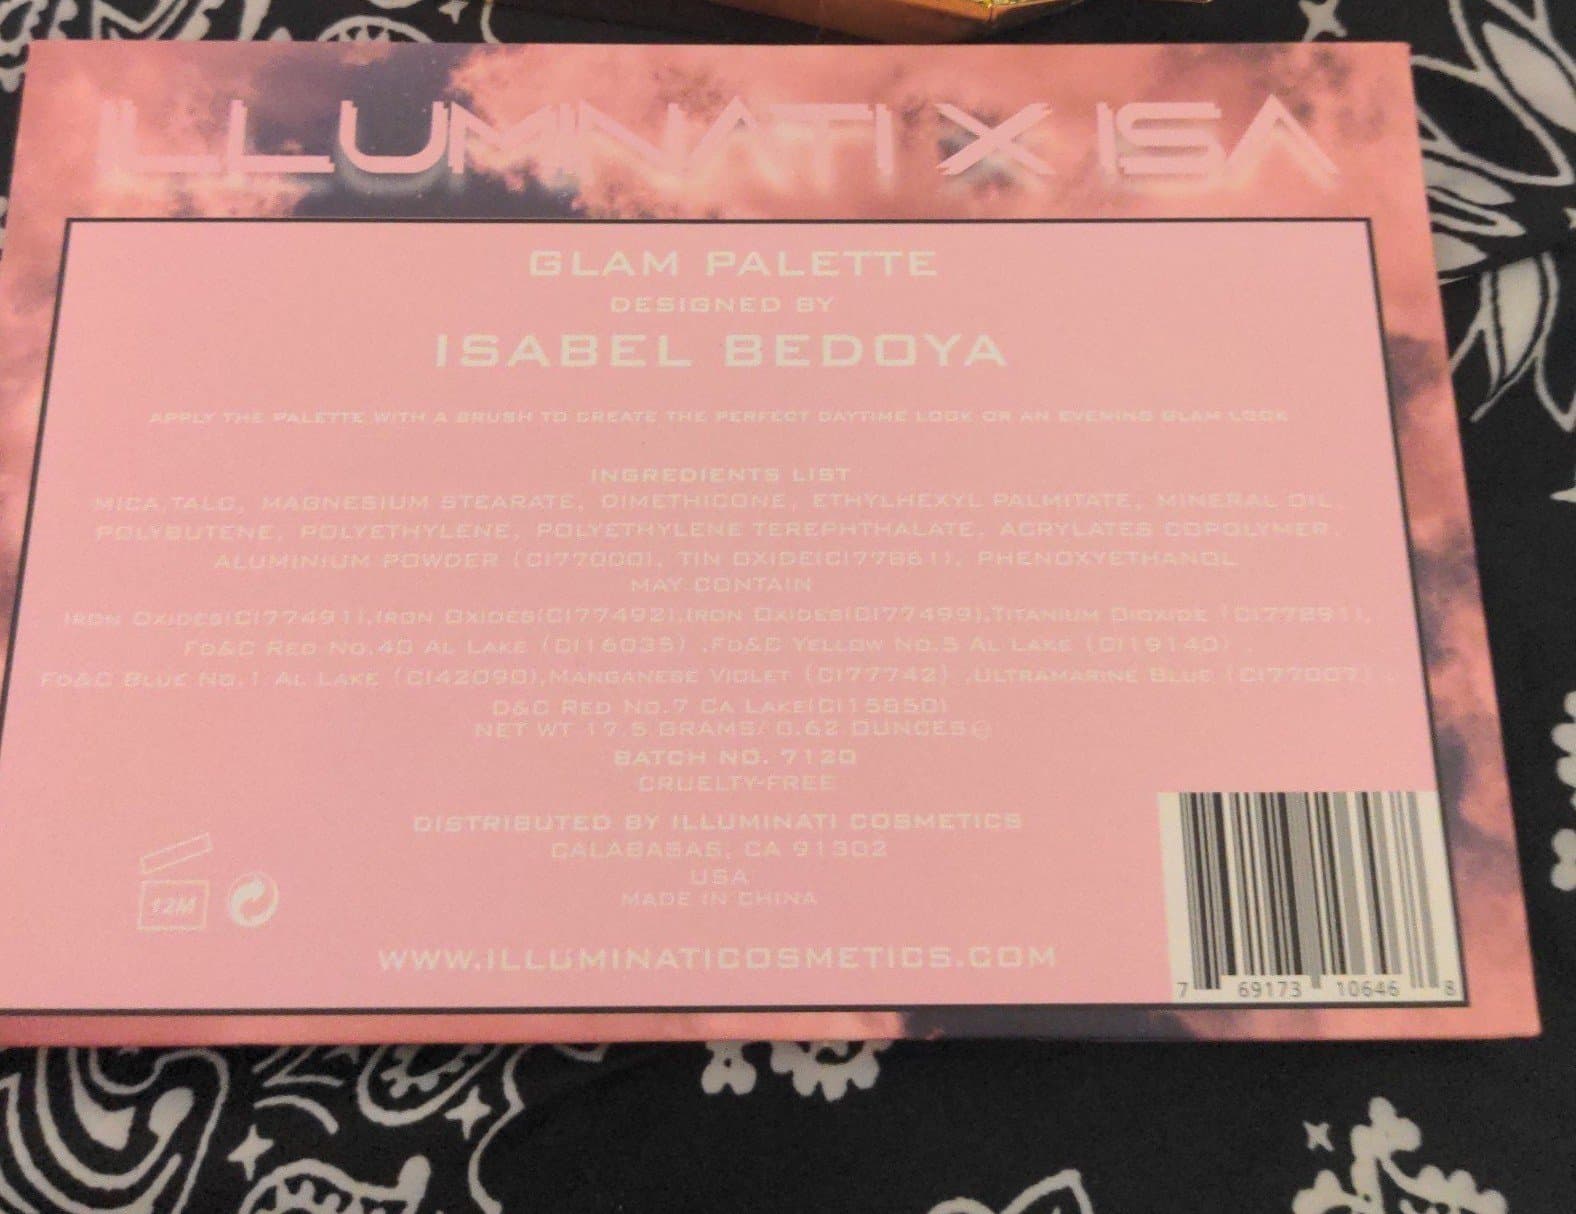 ILLUMINATI X ISA
GLAM PALETTE
DESIGNED BY
ISABEL BEDOYA
APPLY THE PALETTE WITH A BRUSH TO CREATE THE PERFECT DAYTIME LOOK OR AN EVENING GLAM LOOK
INGREDIENTS LIST
MICA,TALC, MAGNESIUM STEARATE, DIMETHICONE, ETHYLHEXYL PALMITATE, MINERAL OIL,
POLYBUTENE, POLYETHYLENE, POLYETHYLENE TEREPHTHALATE, ACRYLATES COPOLYMER,
ALUMINIUM POWDER (CI77000), TIN OXIDE(CI77861), PHENOXYETHANOL
MAY CONTAIN
IRON OXIDES(CI77491),IRON OXIDES(CI77492),IRON OXIDES(CI77499),TITANIUM DIOXIDE (CI77891),
FD&C RED NO.40 AL LAKE (CI16035) ,FD&C YELLOW NO.5 AL LAKE (CI19140) ,
FD&C BLUE NO.1 AL LAKE (CI42090),MANGANESE VIOLET (CI77742) ,ULTRAMARINE BLUE (CI77007) ,
D&C RED NO.7 CA LAKE(CI15850)
NET WT 17.5 GRAMS/ 0.62 OUNCES℮
BATCH NO. 7120
CRUELTY-FREE
DISTRIBUTED BY ILLUMINATI COSMETICS
CALABASAS, CA 91302
USA
MADE IN CHINA
12M
WWW.ILLUMINATICOSMETICS.COM
7 69173 10646 8